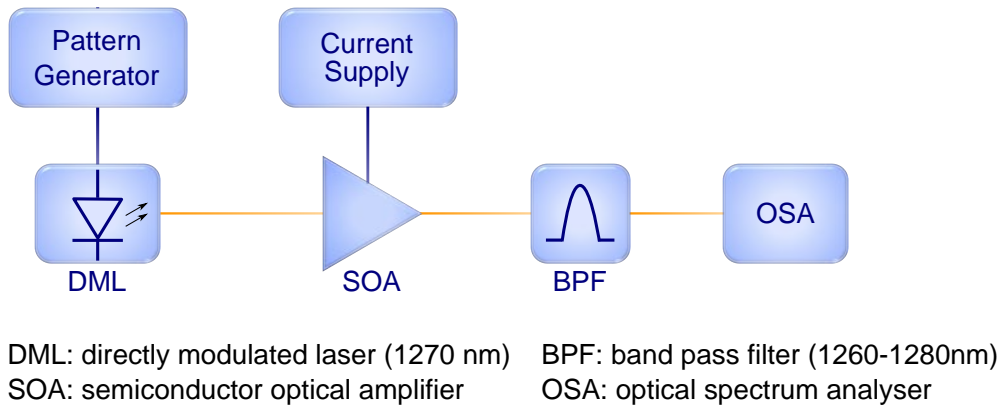 Pattern
Generator
Current
Supply
OSA
DML
SOA
BPF
DML: directly modulated laser (1270 nm)
BPF: band pass filter (1260-1280nm)
SOA: semiconductor optical amplifier
OSA: optical spectrum analyser